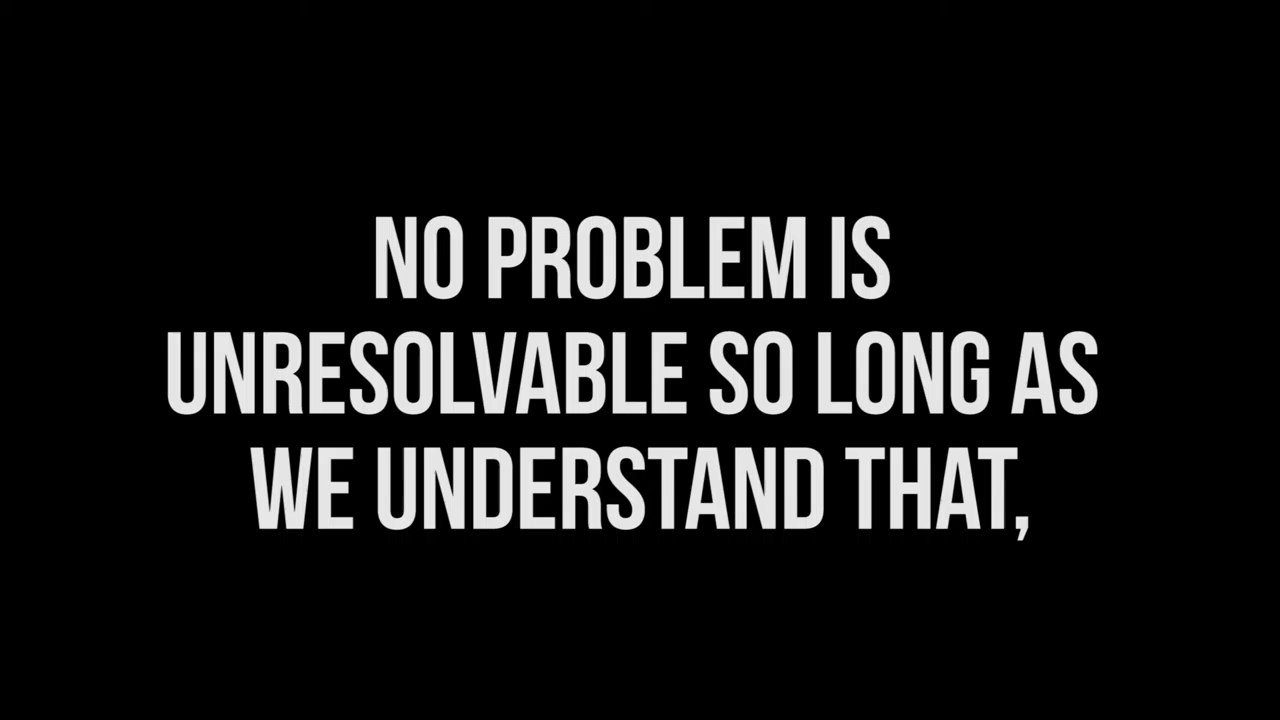 NO PROBLEM IS
UNRESOLVABLE SO LONG AS
WE UNDERSTAND THAT,